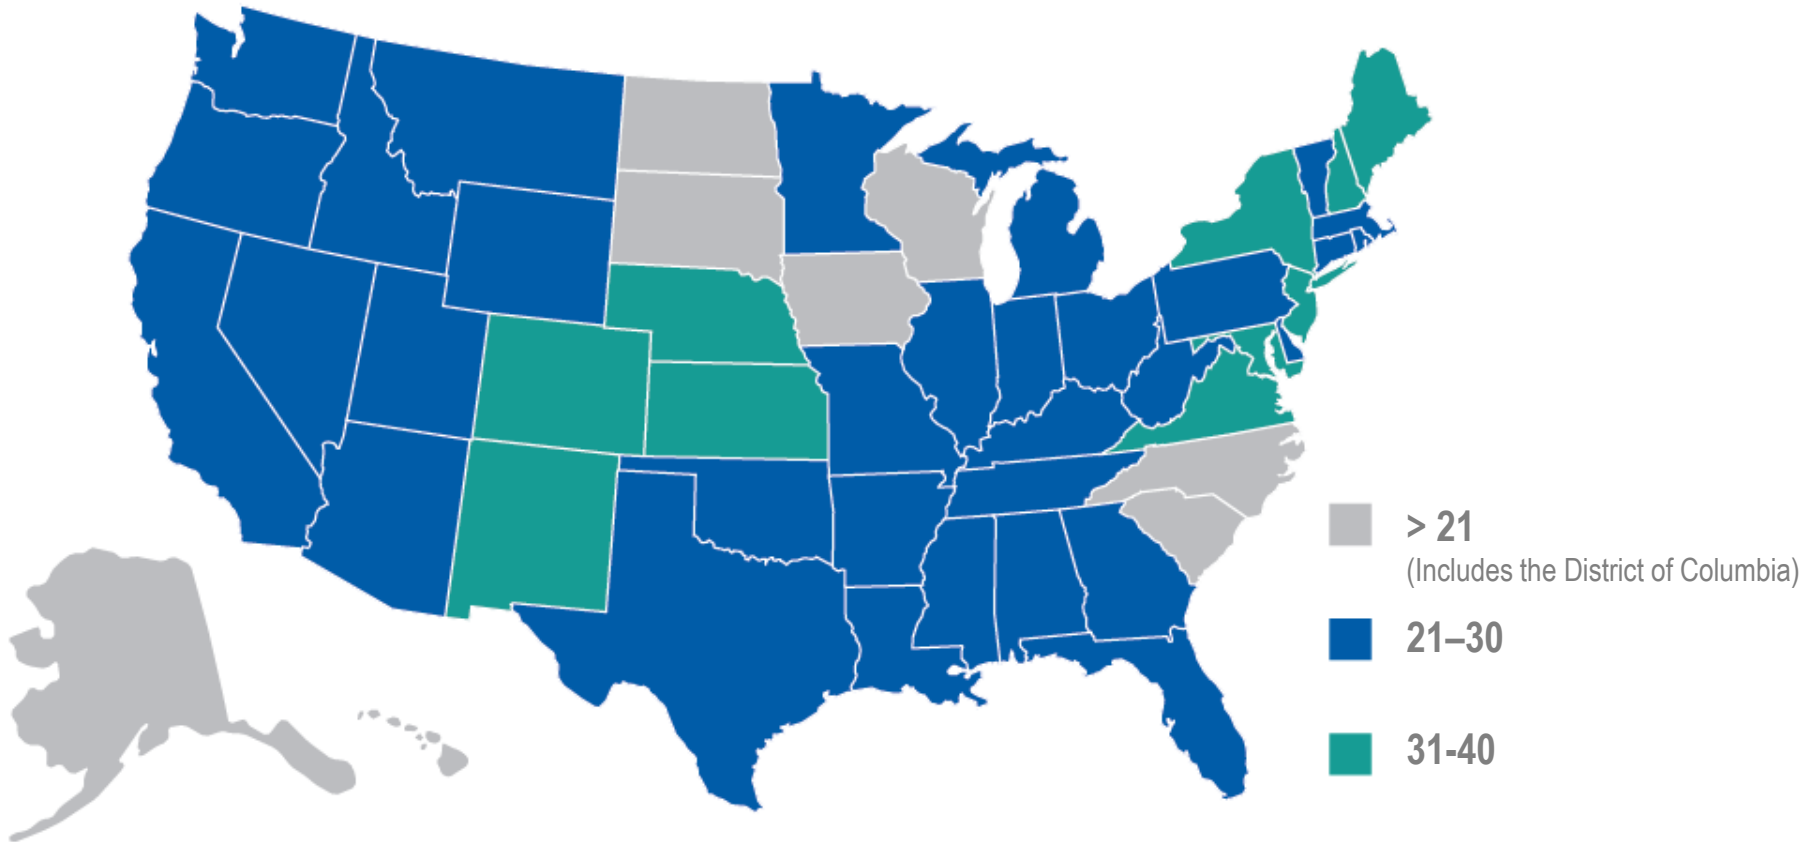 > 21
(Includes the District of Columbia)
21–30
31-40